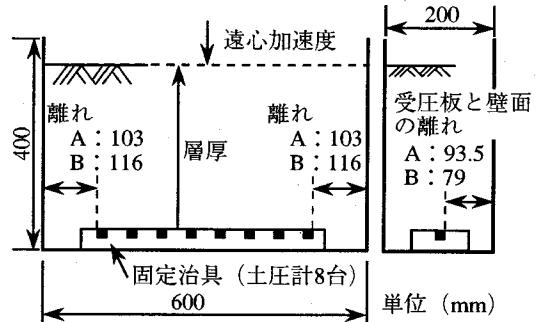 200
遠心加速度
400
離れ
A：103
B：116
層厚
離れ
A：103
B：116
受圧板と壁面
の離れ
A：93.5
B：79
固定治具（土圧計8台）
600
単位（mm）